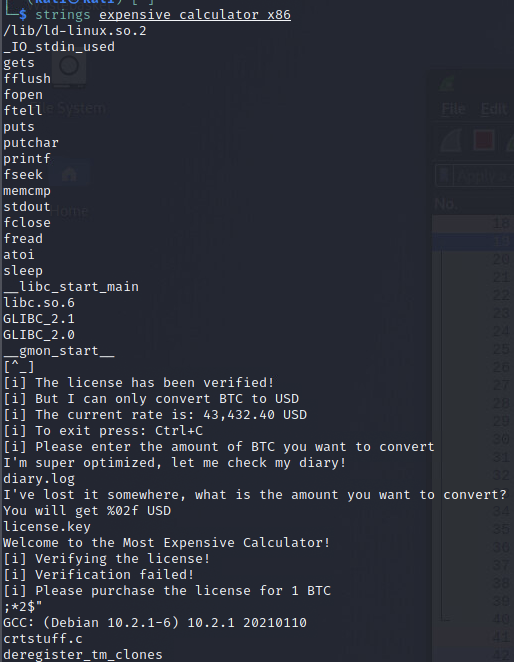 └─$ strings expensive_calculator_x86
/lib/ld-linux.so.2
_IO_stdin_used
gets
fflush
fopen
ftell
puts
putchar
printf
fseek
memcmp
stdout
fclose
fread
atoi
sleep
__libc_start_main
libc.so.6
GLIBC_2.1
GLIBC_2.0
__gmon_start__
[^_]
[i] The license has been verified!
[i] But I can only convert BTC to USD
[i] The current rate is: 43,432.40 USD
[i] To exit press: Ctrl+C
[i] Please enter the amount of BTC you want to convert
I'm super optimized, let me check my diary!
diary.log
I've lost it somewhere, what is the amount you want to convert?
You will get %02f USD
license.key
Welcome to the Most Expensive Calculator!
[i] Verifying the license!
[i] Verification failed!
[i] Please purchase the license for 1 BTC
;*2$"
GCC: (Debian 10.2.1-6) 10.2.1 20210110
crtstuff.c
deregister_tm_clones
File System
Home
File Edit
No